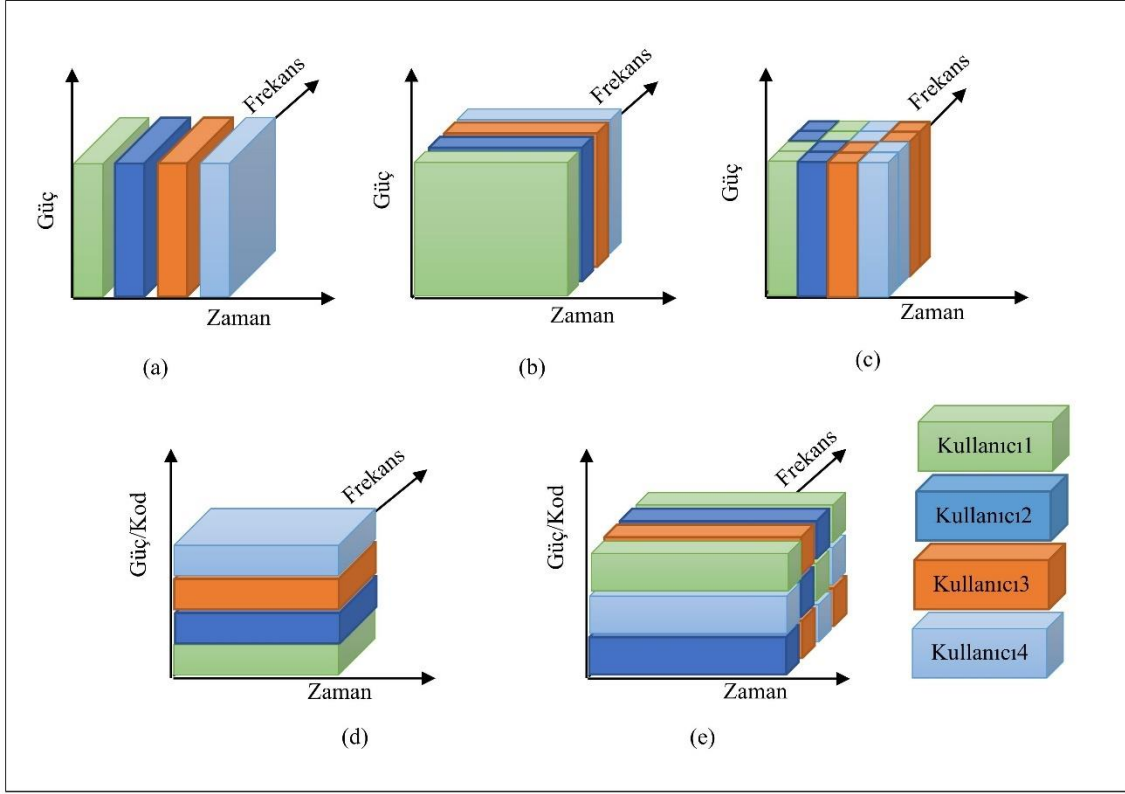 Güç
Frekans
Zaman
(a)
Güç
Frekans
Zaman
(b)
Güç
Frekans
Zaman
(c)
Güç/Kod
Frekans
Zaman
(d)
Güç/Kod
Frekans
Zaman
(e)
Kullanıcı1
Kullanıcı2
Kullanıcı3
Kullanıcı4